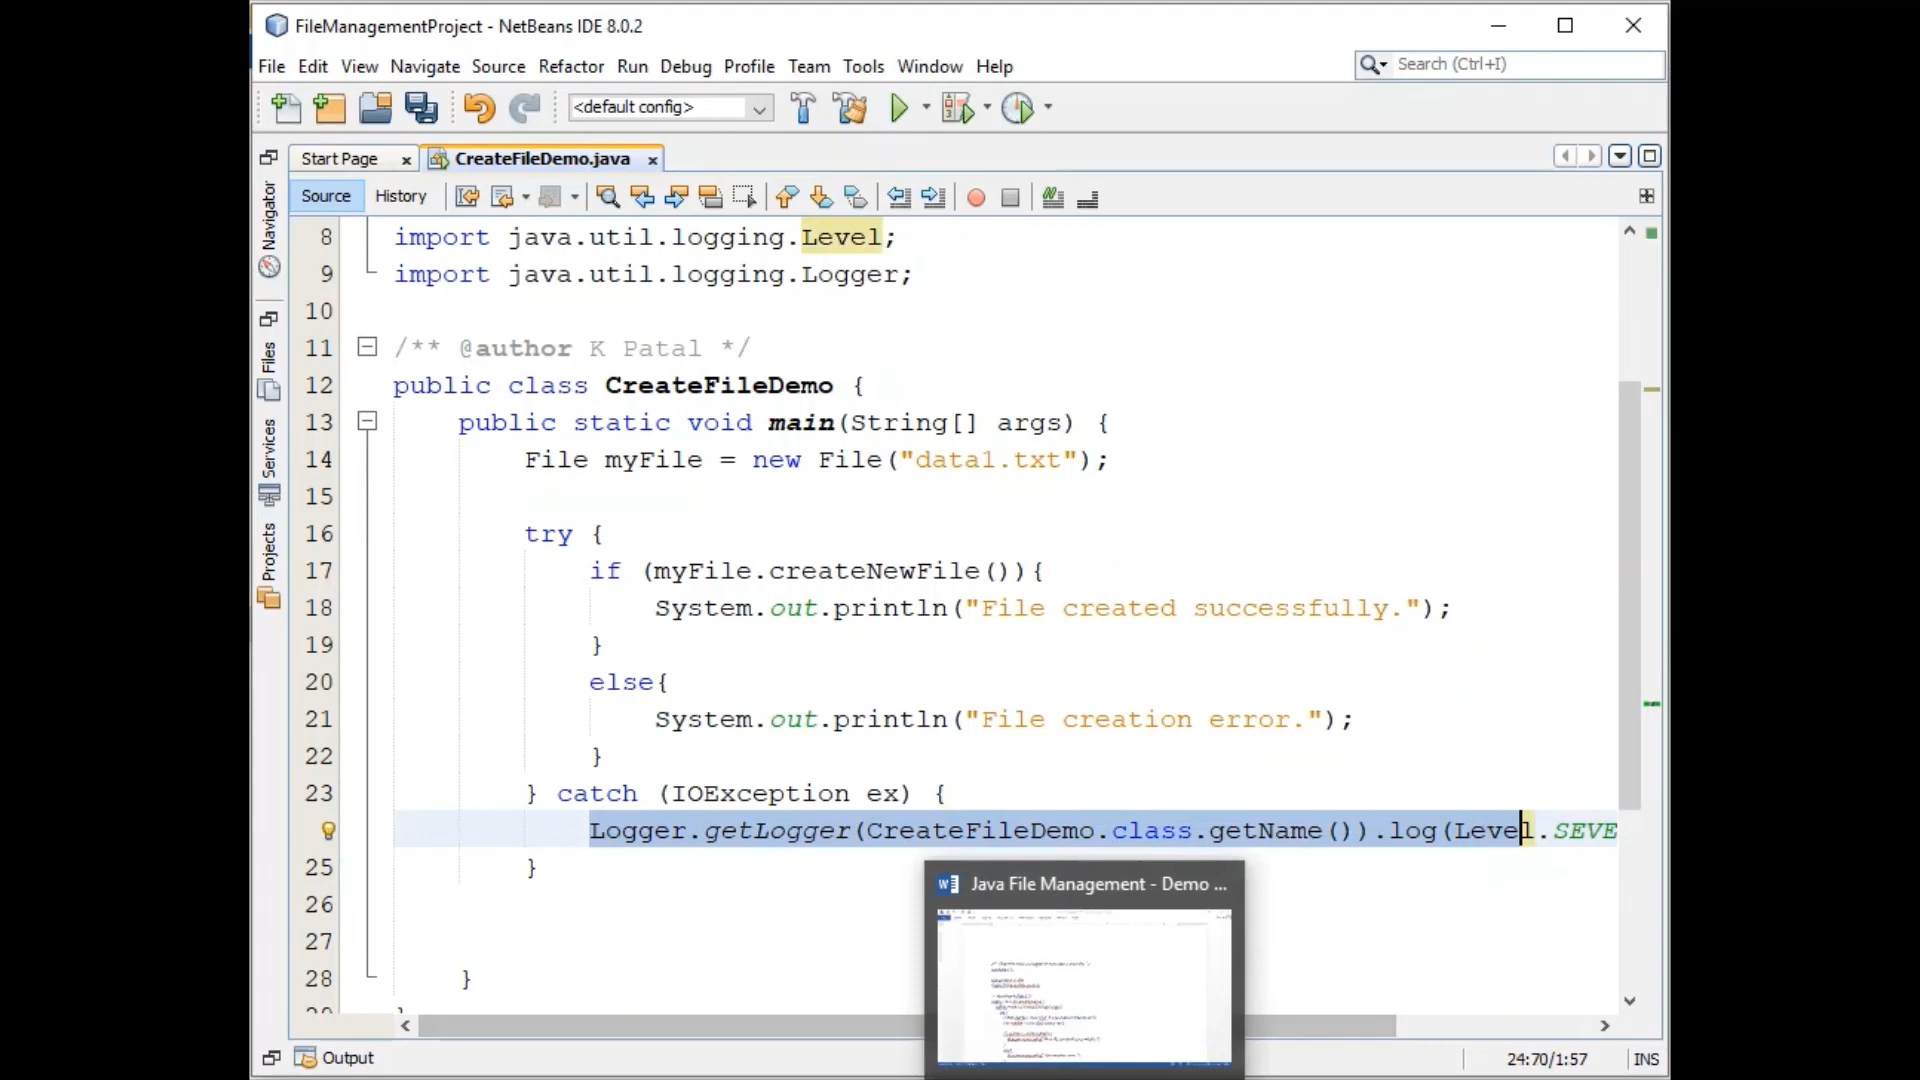 FileManagementProject - NetBeans IDE 8.0.2
File Edit View Navigate Source Refactor Run Debug Profile Team Tools Window Help
Search (Ctrl+I)
<default config>
Start Page
CreateFileDemo.java
Source History
Navigator
Files
Services
Projects
8 import java.util.logging.Level;
9 import java.util.logging.Logger;
10
11 /** @author K Patal */
12 public class CreateFileDemo {
13 public static void main(String[] args) {
14 File myFile = new File("data1.txt");
15
16 try {
17 if (myFile.createNewFile()){
18 System.out.println("File created successfully.");
19 }
20 else{
21 System.out.println("File creation error.");
22 }
23 } catch (IOException ex) {
Logger.getLogger(CreateFileDemo.class.getName()).log(Level.SEVE
25 }
26
27
28 }
Java File Management - Demo ...
Output
24:70/1:57 INS